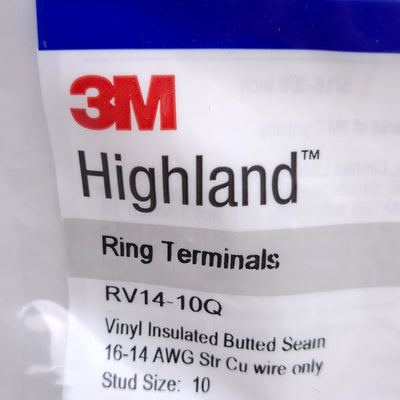 3M
Highland™
Ring Terminals
RV14-10Q
Vinyl Insulated Butted Seam
16-14 AWG Str Cu wire only
Stud Size: 10